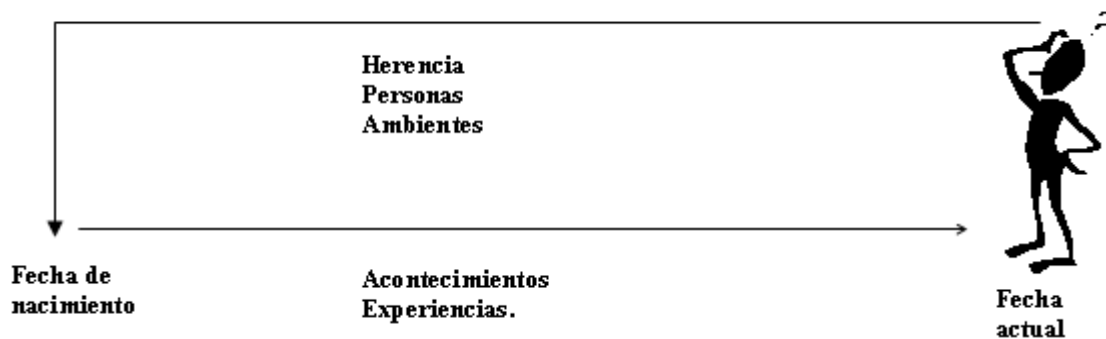 Herencia
Personas
Ambientes
Fecha de
nacimiento
Acontecimientos
Experiencias.
Fecha
actual